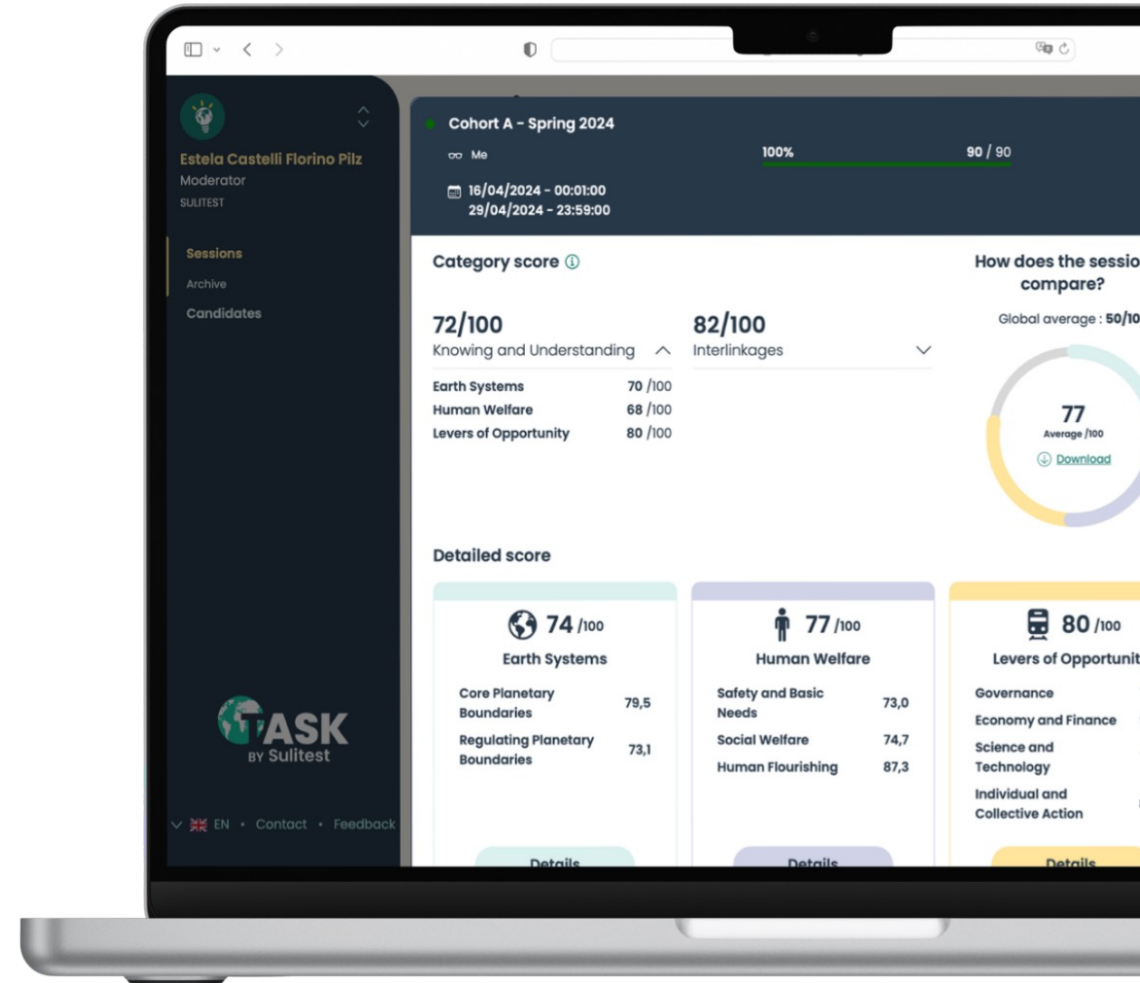 Estela Castelli Florino Pilz
Moderator
SULITEST
Sessions
Archive
Candidates
TASK
BY Sulitest
EN • Contact • Feedback
Cohort A - Spring 2024
Me
100%
90 / 90
16/04/2024 - 00:01:00
29/04/2024 - 23:59:00
Category score
72/100
Knowing and Understanding
Earth Systems 70 /100
Human Welfare 68 /100
Levers of Opportunity 80 /100
82/100
Interlinkages
How does the sessio
compare?
Global average : 50/10
77
Average /100
Download
Detailed score
74 /100
Earth Systems
Core Planetary
Boundaries 79,5
Regulating Planetary
Boundaries 73,1
Details
77 /100
Human Welfare
Safety and Basic
Needs 73,0
Social Welfare 74,7
Human Flourishing 87,3
Details
80 /100
Levers of Opportunit
Governance
Economy and Finance
Science and
Technology
Individual and
Collective Action
Details